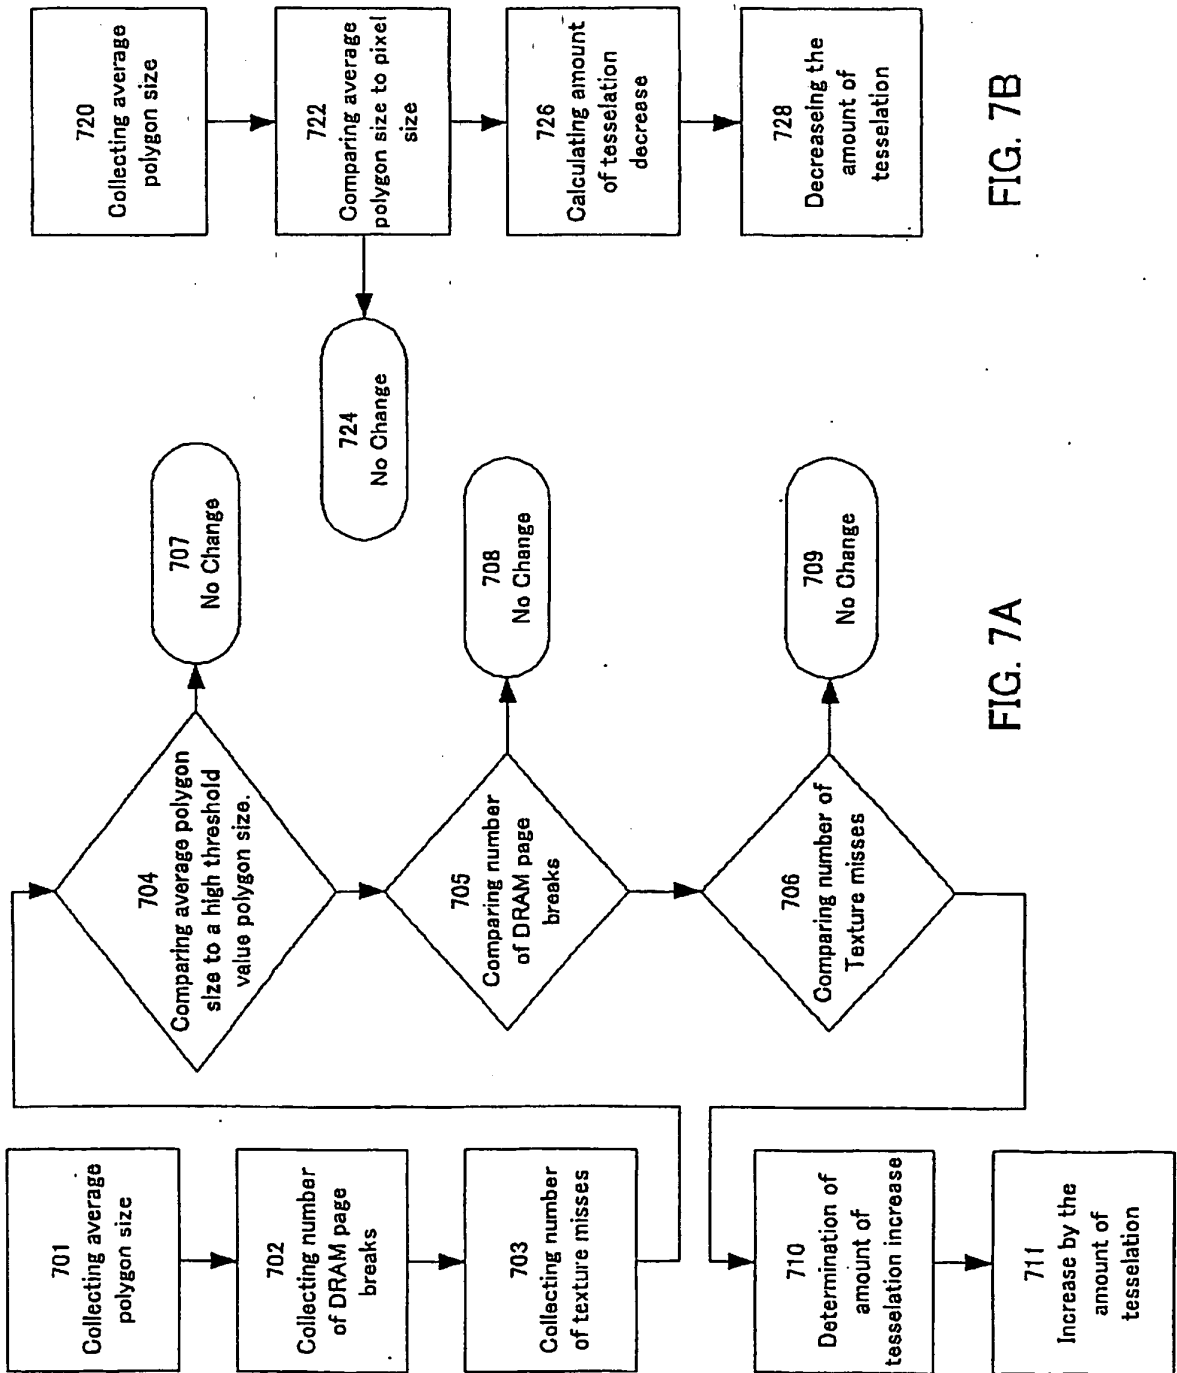 701
Collecting average
polygon size
702
Collecting number
of DRAM page
breaks
703
Collecting number
of texture misses
704
Comparing average polygon
size to a high threshold
value polygon size.
707
No Change
705
Comparing number
of DRAM page
breaks
708
No Change
706
Comparing number of
Texture misses
709
No Change
710
Determination of
amount of
tesselation increase
711
Increase by the
amount of
tesselation
FIG. 7A
720
Collecting average
polygon size
722
Comparing average
polygon size to pixel
size
724
No Change
726
Calculating amount
of tesselation
decrease
728
Decreaseing the
amount of
tesselation
FIG. 7B